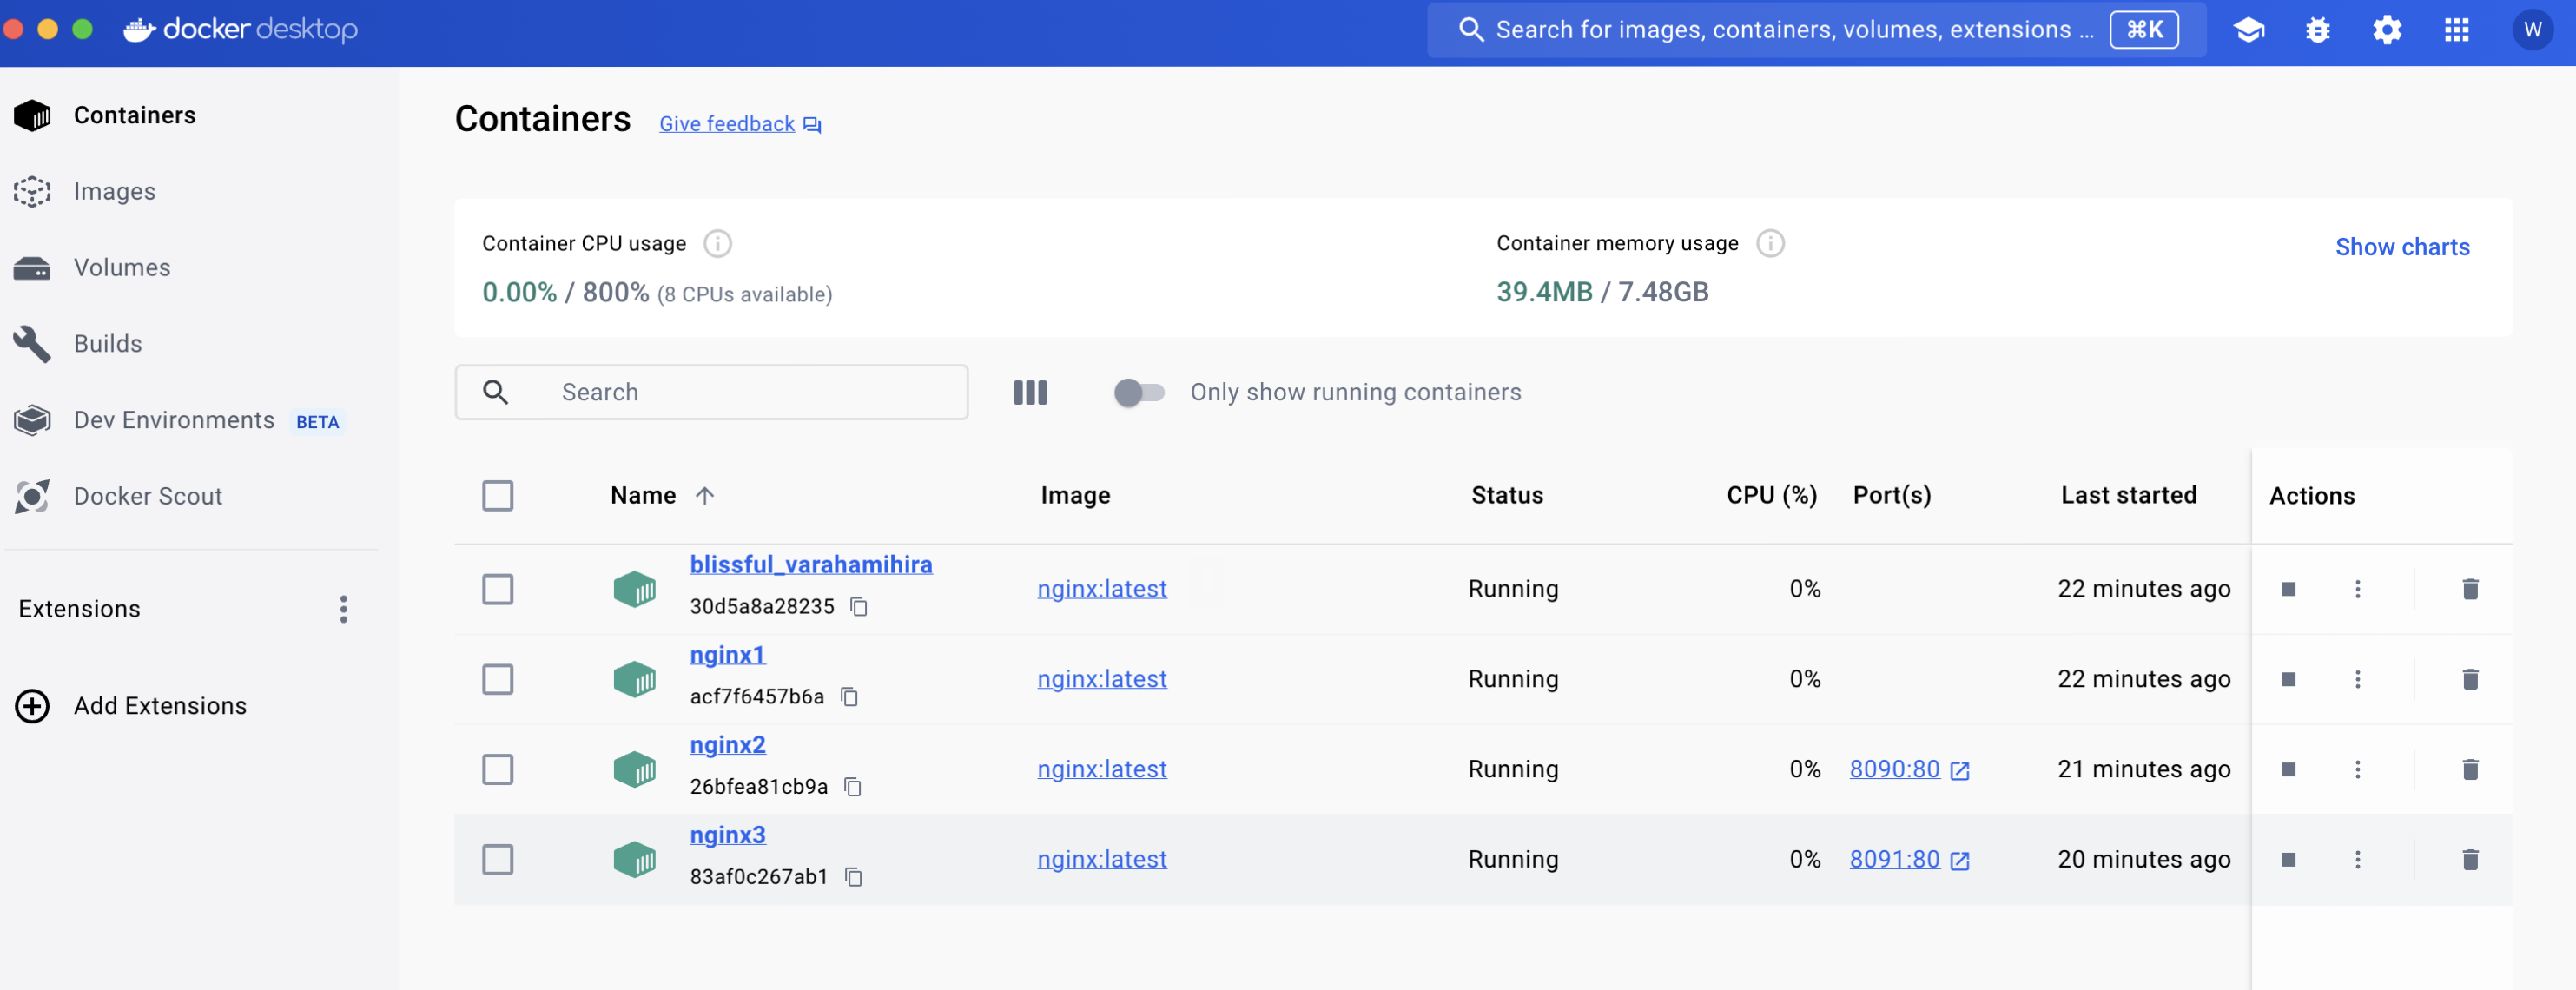 docker desktop
Search for images, containers, volumes, extensions ... ⌘K
W
Containers
Images
Volumes
Builds
Dev Environments BETA
Docker Scout
Extensions
Add Extensions
Containers Give feedback
Container CPU usage
0.00% / 800% (8 CPUs available)
Container memory usage
39.4MB / 7.48GB
Show charts
Search
Only show running containers
Name Image Status CPU (%) Port(s) Last started Actions
blissful_varahamihira
30d5a8a28235
nginx:latest Running 0% 22 minutes ago
nginx1
acf7f6457b6a
nginx:latest Running 0% 22 minutes ago
nginx2
26bfea81cb9a
nginx:latest Running 0% 8090:80 21 minutes ago
nginx3
83af0c267ab1
nginx:latest Running 0% 8091:80 20 minutes ago